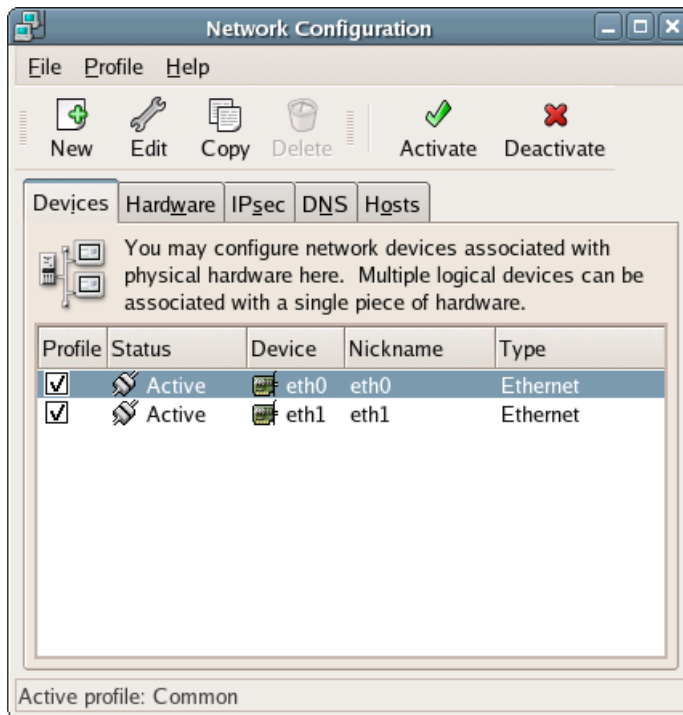 Network Configuration
File Profile Help
New Edit Copy Delete Activate Deactivate
Devices Hardware IPsec DNS Hosts
You may configure network devices associated with
physical hardware here. Multiple logical devices can be
associated with a single piece of hardware.
Profile Status Device Nickname Type
Active eth0 eth0 Ethernet
Active eth1 eth1 Ethernet
Active profile: Common